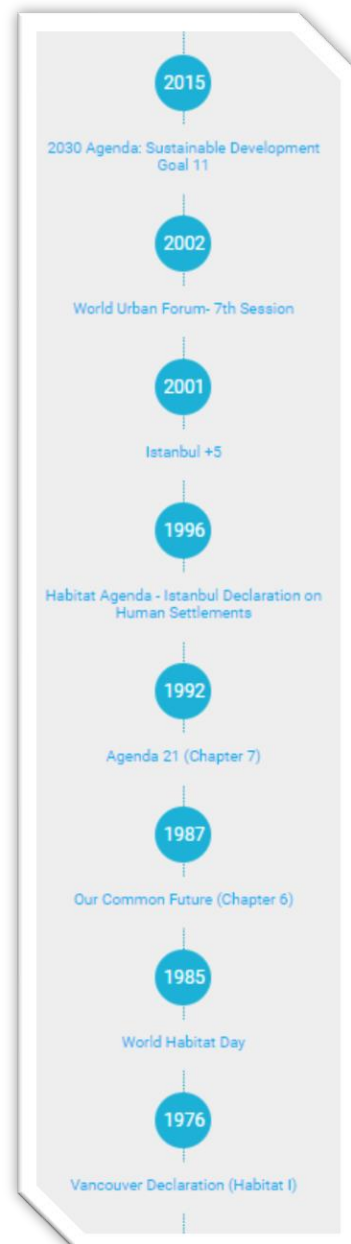 2015
2030 Agenda: Sustainable Development
Goal 11
2002
World Urban Forum- 7th Session
2001
Istanbul +5
1996
Habitat Agenda - Istanbul Declaration on
Human Settlements
1992
Agenda 21 (Chapter 7)
1987
Our Common Future (Chapter 6)
1985
World Habitat Day
1976
Vancouver Declaration (Habitat I)